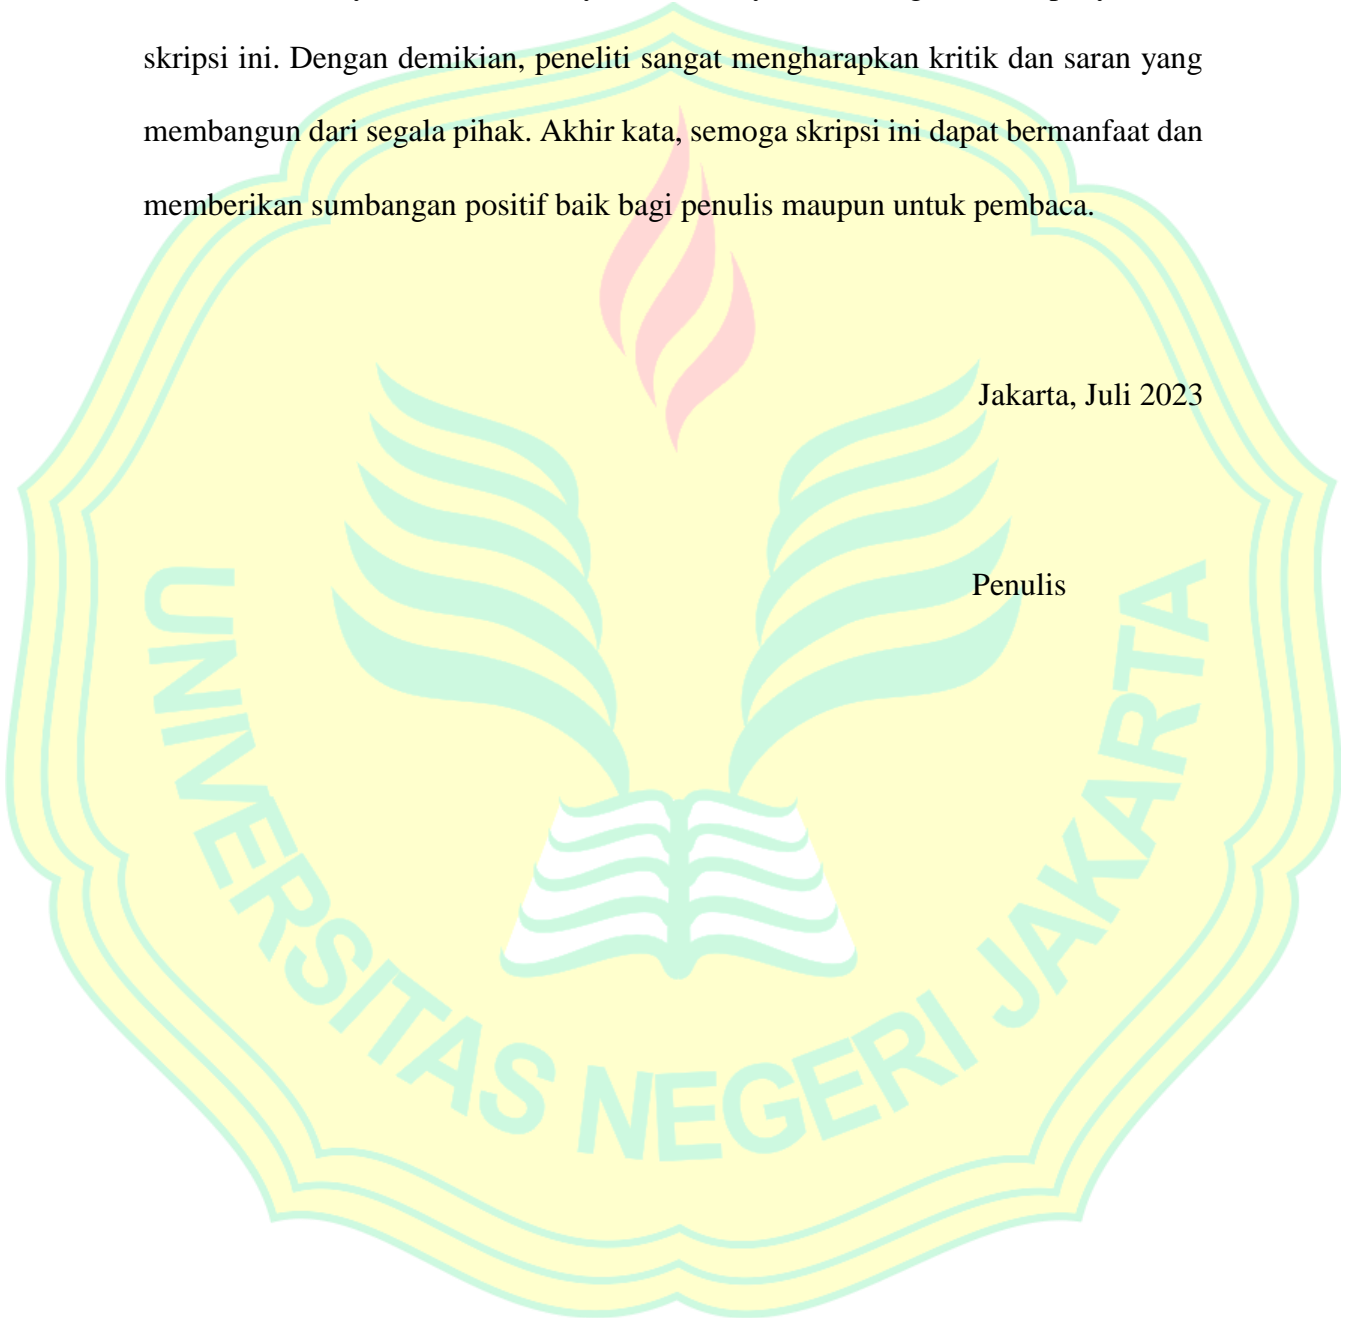 skripsi ini. Dengan demikian, peneliti sangat mengharapkan kritik dan saran yang
membangun dari segala pihak. Akhir kata, semoga skripsi ini dapat bermanfaat dan
memberikan sumbangan positif baik bagi penulis maupun untuk pembaca.
Jakarta, Juli 2023
Penulis
UNIVERSITAS NEGERI JAKARTA